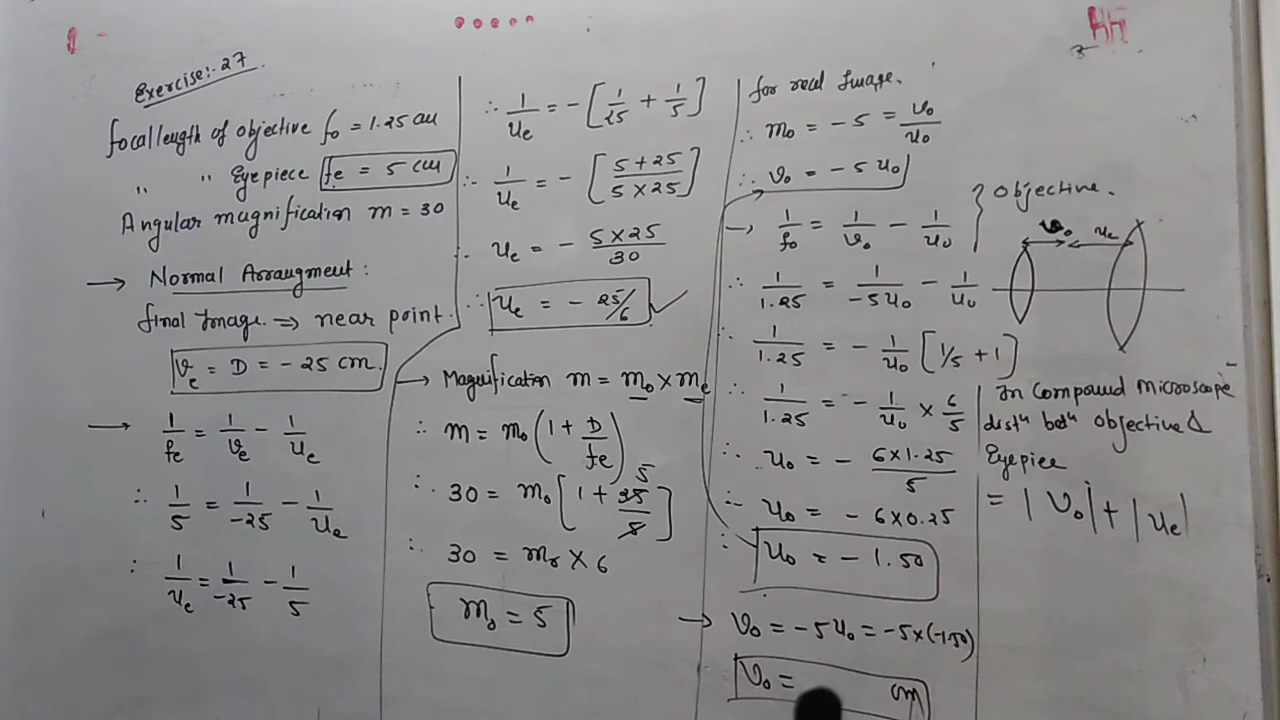 Exercise:- 27
focal length of objective fo = 1.25 cm
" " Eyepiece fe = 5 cm
Angular magnification m = 30
→ Normal Arraugment :
final Image ⇒ near point.
ve = D = - 25 cm.
→ 1/fe = 1/ve - 1/ue
∴ 1/5 = 1/-25 - 1/ue
∴ 1/ue = 1/-25 - 1/5
∴ 1/ue = - [1/25 + 1/5]
∴ 1/ue = - [5+25/5×25]
∴ ue = - 5×25/30
∴ ue = - 25/6
→ Magnification m = mo × me
∴ m = mo (1 + D/fe)
∴ 30 = mo [1 + 25/5] 5
∴ 30 = mo × 6
mo = 5
for real Image.
∴ mo = -5 = vo/uo
∴ vo = -5 uo
→ 1/fo = 1/vo - 1/uo } objective.
∴ 1/1.25 = 1/-5uo - 1/uo
∴ 1/1.25 = - 1/uo [1/5 + 1]
∴ 1/1.25 = - 1/uo × 6/5
∴ uo = - 6×1.25/5
∴ uo = - 6×0.25
∴ uo = - 1.50
→ vo = -5uo = -5×(-1.50)
vo = cm
vo ue
In Compound Microscope
distn betn objective &
Eyepiece
= |vo| + |ue|